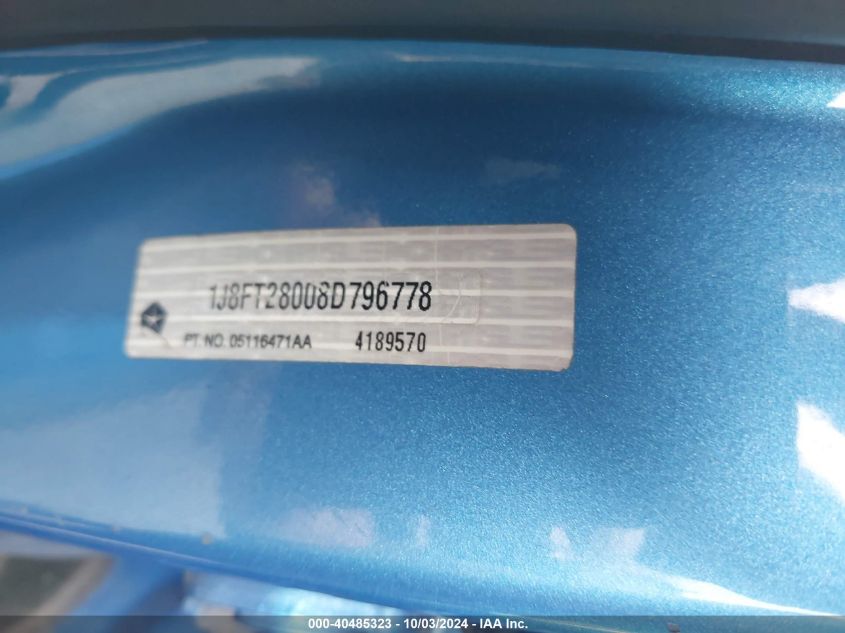 1J8FT28008D796778
PT. NO. 05116471AA 4189570
000-40485323 - 10/03/2024 - IAA Inc.